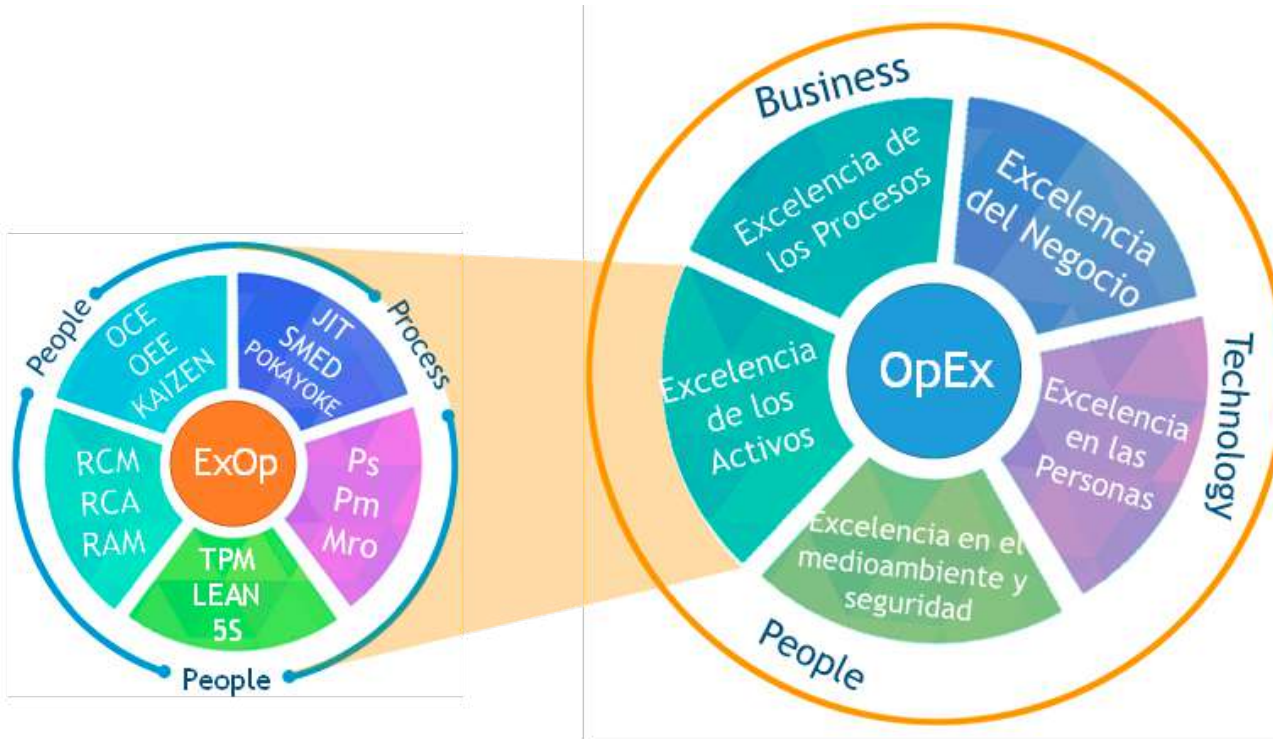 People
Process
OCE
OEE
KAIZEN
JIT
SMED
POKAYOKE
RCM
RCA
RAM
ExOp
Ps
Pm
Mro
TPM
LEAN
5S
People
Business
Excelencia de
los Procesos
Excelencia
del Negocio
Excelencia
de los
Activos
OpEx
Excelencia
en las
Personas
Technology
Excelencia en el
medioambiente y
seguridad
People